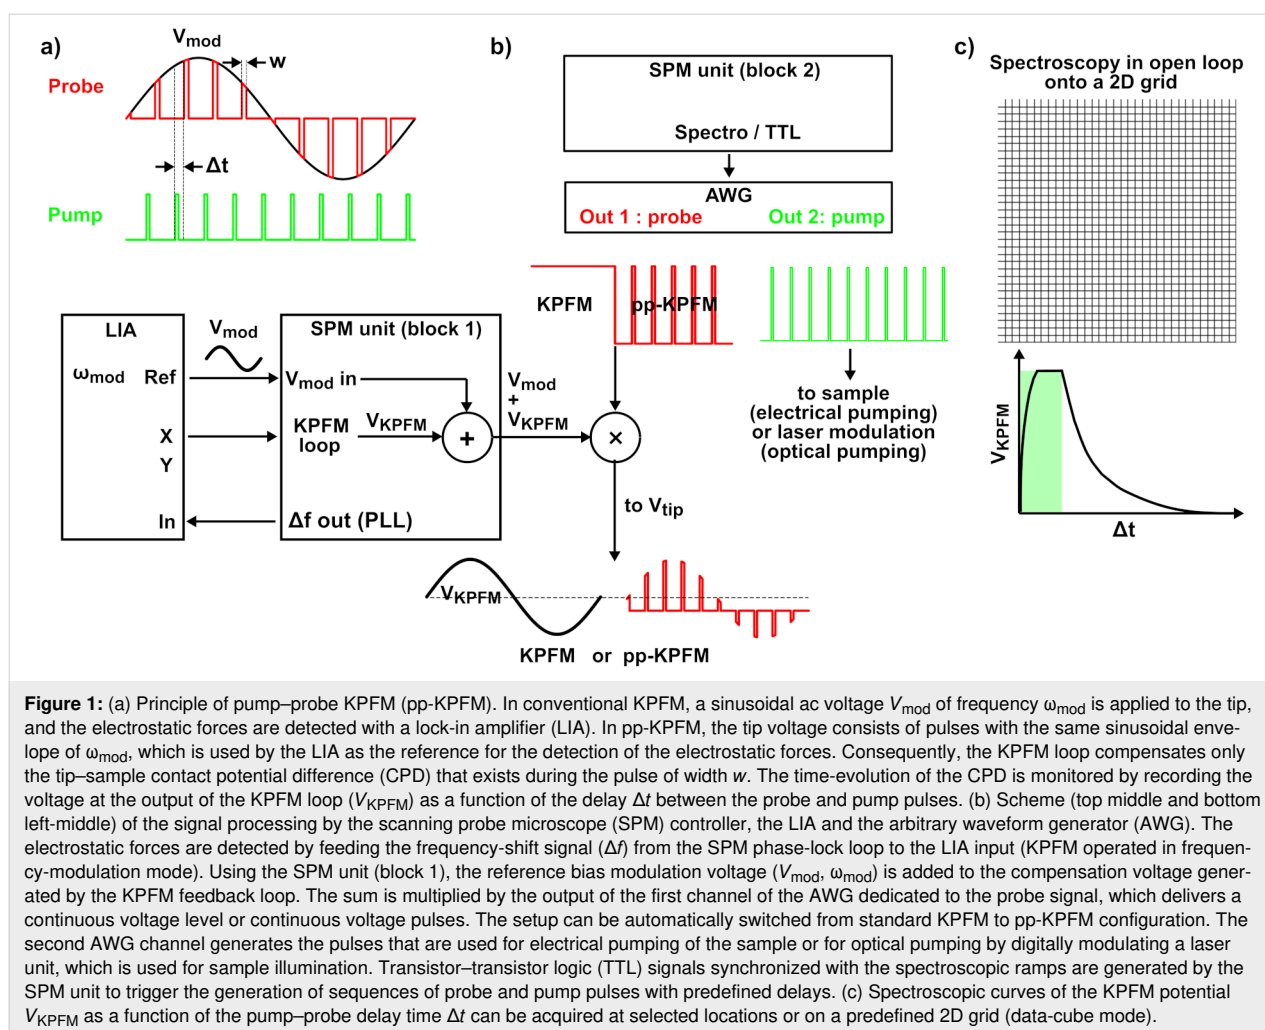 a)
V_mod
w
Probe
Δt
Pump
b)
SPM unit (block 2)
Spectro / TTL
AWG
Out 1 : probe Out 2: pump
KPFM pp-KPFM
to sample
(electrical pumping)
or laser modulation
(optical pumping)
LIA
ω_mod Ref
X
Y
In
V_mod
SPM unit (block 1)
V_mod in
KPFM
loop
V_KPFM
+
Δf out (PLL)
V_mod
+
V_KPFM
×
to V_tip
V_KPFM
KPFM or pp-KPFM
c)
Spectroscopy in open loop
onto a 2D grid
V_KPFM
Δt
Figure 1: (a) Principle of pump–probe KPFM (pp-KPFM). In conventional KPFM, a sinusoidal ac voltage V_mod of frequency ω_mod is applied to the tip,
and the electrostatic forces are detected with a lock-in amplifier (LIA). In pp-KPFM, the tip voltage consists of pulses with the same sinusoidal enve-
lope of ω_mod, which is used by the LIA as the reference for the detection of the electrostatic forces. Consequently, the KPFM loop compensates only
the tip–sample contact potential difference (CPD) that exists during the pulse of width w. The time-evolution of the CPD is monitored by recording the
voltage at the output of the KPFM loop (V_KPFM) as a function of the delay Δt between the probe and pump pulses. (b) Scheme (top middle and bottom
left-middle) of the signal processing by the scanning probe microscope (SPM) controller, the LIA and the arbitrary waveform generator (AWG). The
electrostatic forces are detected by feeding the frequency-shift signal (Δf) from the SPM phase-lock loop to the LIA input (KPFM operated in frequen-
cy-modulation mode). Using the SPM unit (block 1), the reference bias modulation voltage (V_mod, ω_mod) is added to the compensation voltage gener-
ated by the KPFM feedback loop. The sum is multiplied by the output of the first channel of the AWG dedicated to the probe signal, which delivers a
continuous voltage level or continuous voltage pulses. The setup can be automatically switched from standard KPFM to pp-KPFM configuration. The
second AWG channel generates the pulses that are used for electrical pumping of the sample or for optical pumping by digitally modulating a laser
unit, which is used for sample illumination. Transistor–transistor logic (TTL) signals synchronized with the spectroscopic ramps are generated by the
SPM unit to trigger the generation of sequences of probe and pump pulses with predefined delays. (c) Spectroscopic curves of the KPFM potential
V_KPFM as a function of the pump–probe delay time Δt can be acquired at selected locations or on a predefined 2D grid (data-cube mode).